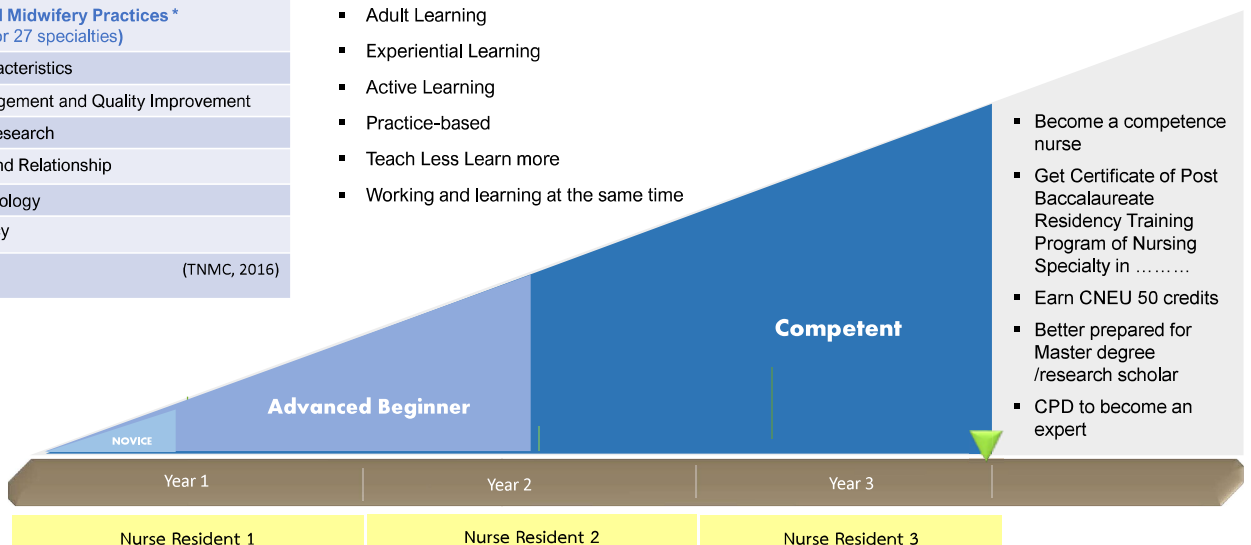 l Midwifery Practices *
or 27 specialties)
acteristics
gement and Quality Improvement
esearch
nd Relationship
ology
cy
(TNMC, 2016)
▪ Adult Learning
▪ Experiential Learning
▪ Active Learning
▪ Practice-based
▪ Teach Less Learn more
▪ Working and learning at the same time
▪ Become a competence
nurse
▪ Get Certificate of Post
Baccalaureate
Residency Training
Program of Nursing
Specialty in ………
▪ Earn CNEU 50 credits
▪ Better prepared for
Master degree
/research scholar
▪ CPD to become an
expert
Competent
Advanced Beginner
NOVICE
Year 1
Year 2
Year 3
Nurse Resident 1
Nurse Resident 2
Nurse Resident 3